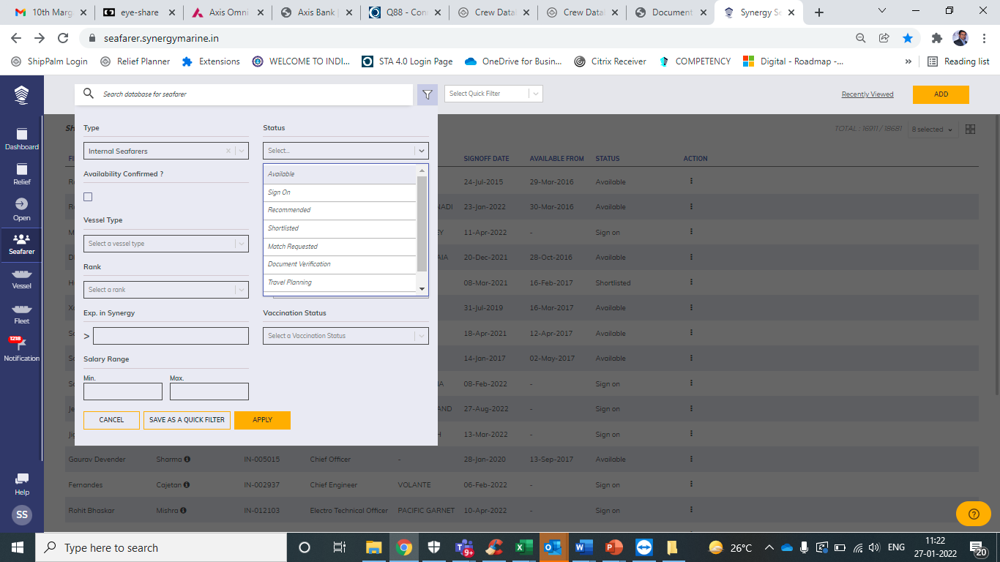 10th Marg
eye-share
Axis Omni
Axis Bank |
Q88 - Con
Crew Data
Crew Data
Document
Synergy Se
seafarer.synergymarine.in
ShipPalm Login
Relief Planner
Extensions
WELCOME TO INDI...
STA 4.0 Login Page
OneDrive for Busin...
Citrix Receiver
COMPETENCY
Digital - Roadmap -...
»
Reading list
Search database for seafarer
Select Quick Filter
Recently Viewed
ADD
Dashboard
Relief
Open
Seafarer
Vessel
Fleet
1218
Notification
Help
SS
Type
Internal Seafarers
Availability Confirmed ?
Vessel Type
Select a vessel type
Rank
Select a rank
Exp. in Synergy
>
Salary Range
Min.
Max.
CANCEL
SAVE AS A QUICK FILTER
APPLY
Status
Select...
Available
Sign On
Recommended
Shortlisted
Match Requested
Document Verification
Travel Planning
Vaccination Status
Select a Vaccination Status
TOTAL : 16911 / 18681
8 selected
SIGNOFF DATE AVAILABLE FROM STATUS ACTION
24-Jul-2015 29-Mar-2016 Available
NADI 23-Jan-2022 30-Mar-2016 Available
EY 11-Apr-2022 - Sign on
AIA 20-Dec-2021 28-Oct-2016 Available
08-Mar-2021 16-Feb-2017 Shortlisted
31-Jul-2019 16-Mar-2017 Available
18-Apr-2021 12-Apr-2017 Available
14-Jan-2017 02-May-2017 Available
IA 08-Feb-2022 - Sign on
AND 27-Aug-2022 - Sign on
H 13-Mar-2022 - Sign on
Gaurav Devender Sharma IN-005015 Chief Officer - 28-Jan-2020 13-Sep-2017 Available
Fernandes Cajetan IN-002937 Chief Engineer VOLANTE 06-Feb-2022 - Sign on
Rohit Bhaskar Mishra IN-012103 Electro Technical Officer PACIFIC GARNET 10-Apr-2022 - Sign on
Type here to search
9+
26°C
ENG
11:22
27-01-2022
20